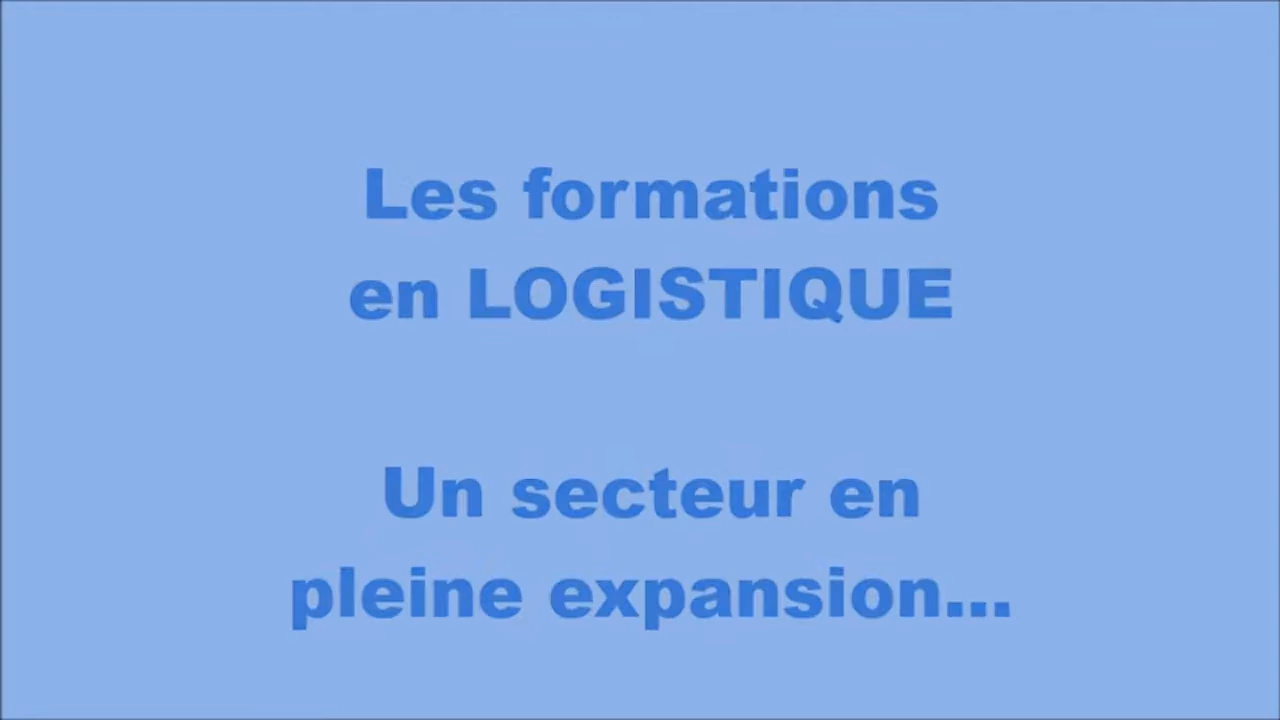 Les formations
en LOGISTIQUE
Un secteur en
pleine expansion...